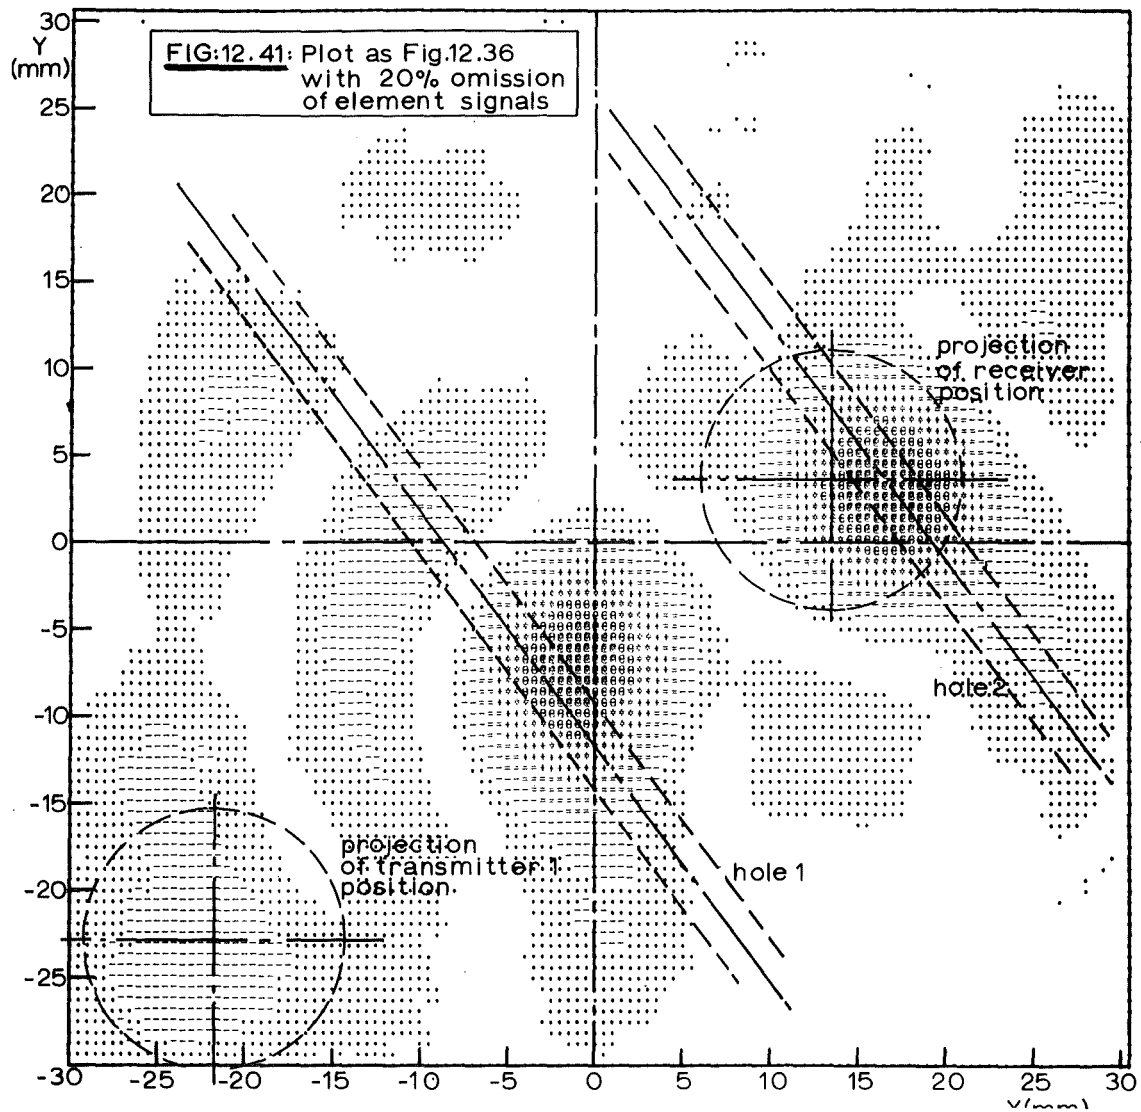 30
Y
(mm)
FIG:12.41: Plot as Fig.12.36
with 20% omission
of element signals
25
20
15
10
5
0
-5
-10
-15
-20
-25
-30
projection
of receiver
position
hole 2
projection
of transmitter 1
position
hole 1
-30 -25 -20 -15 -10 -5 0 5 10 15 20 25 30
X(mm)